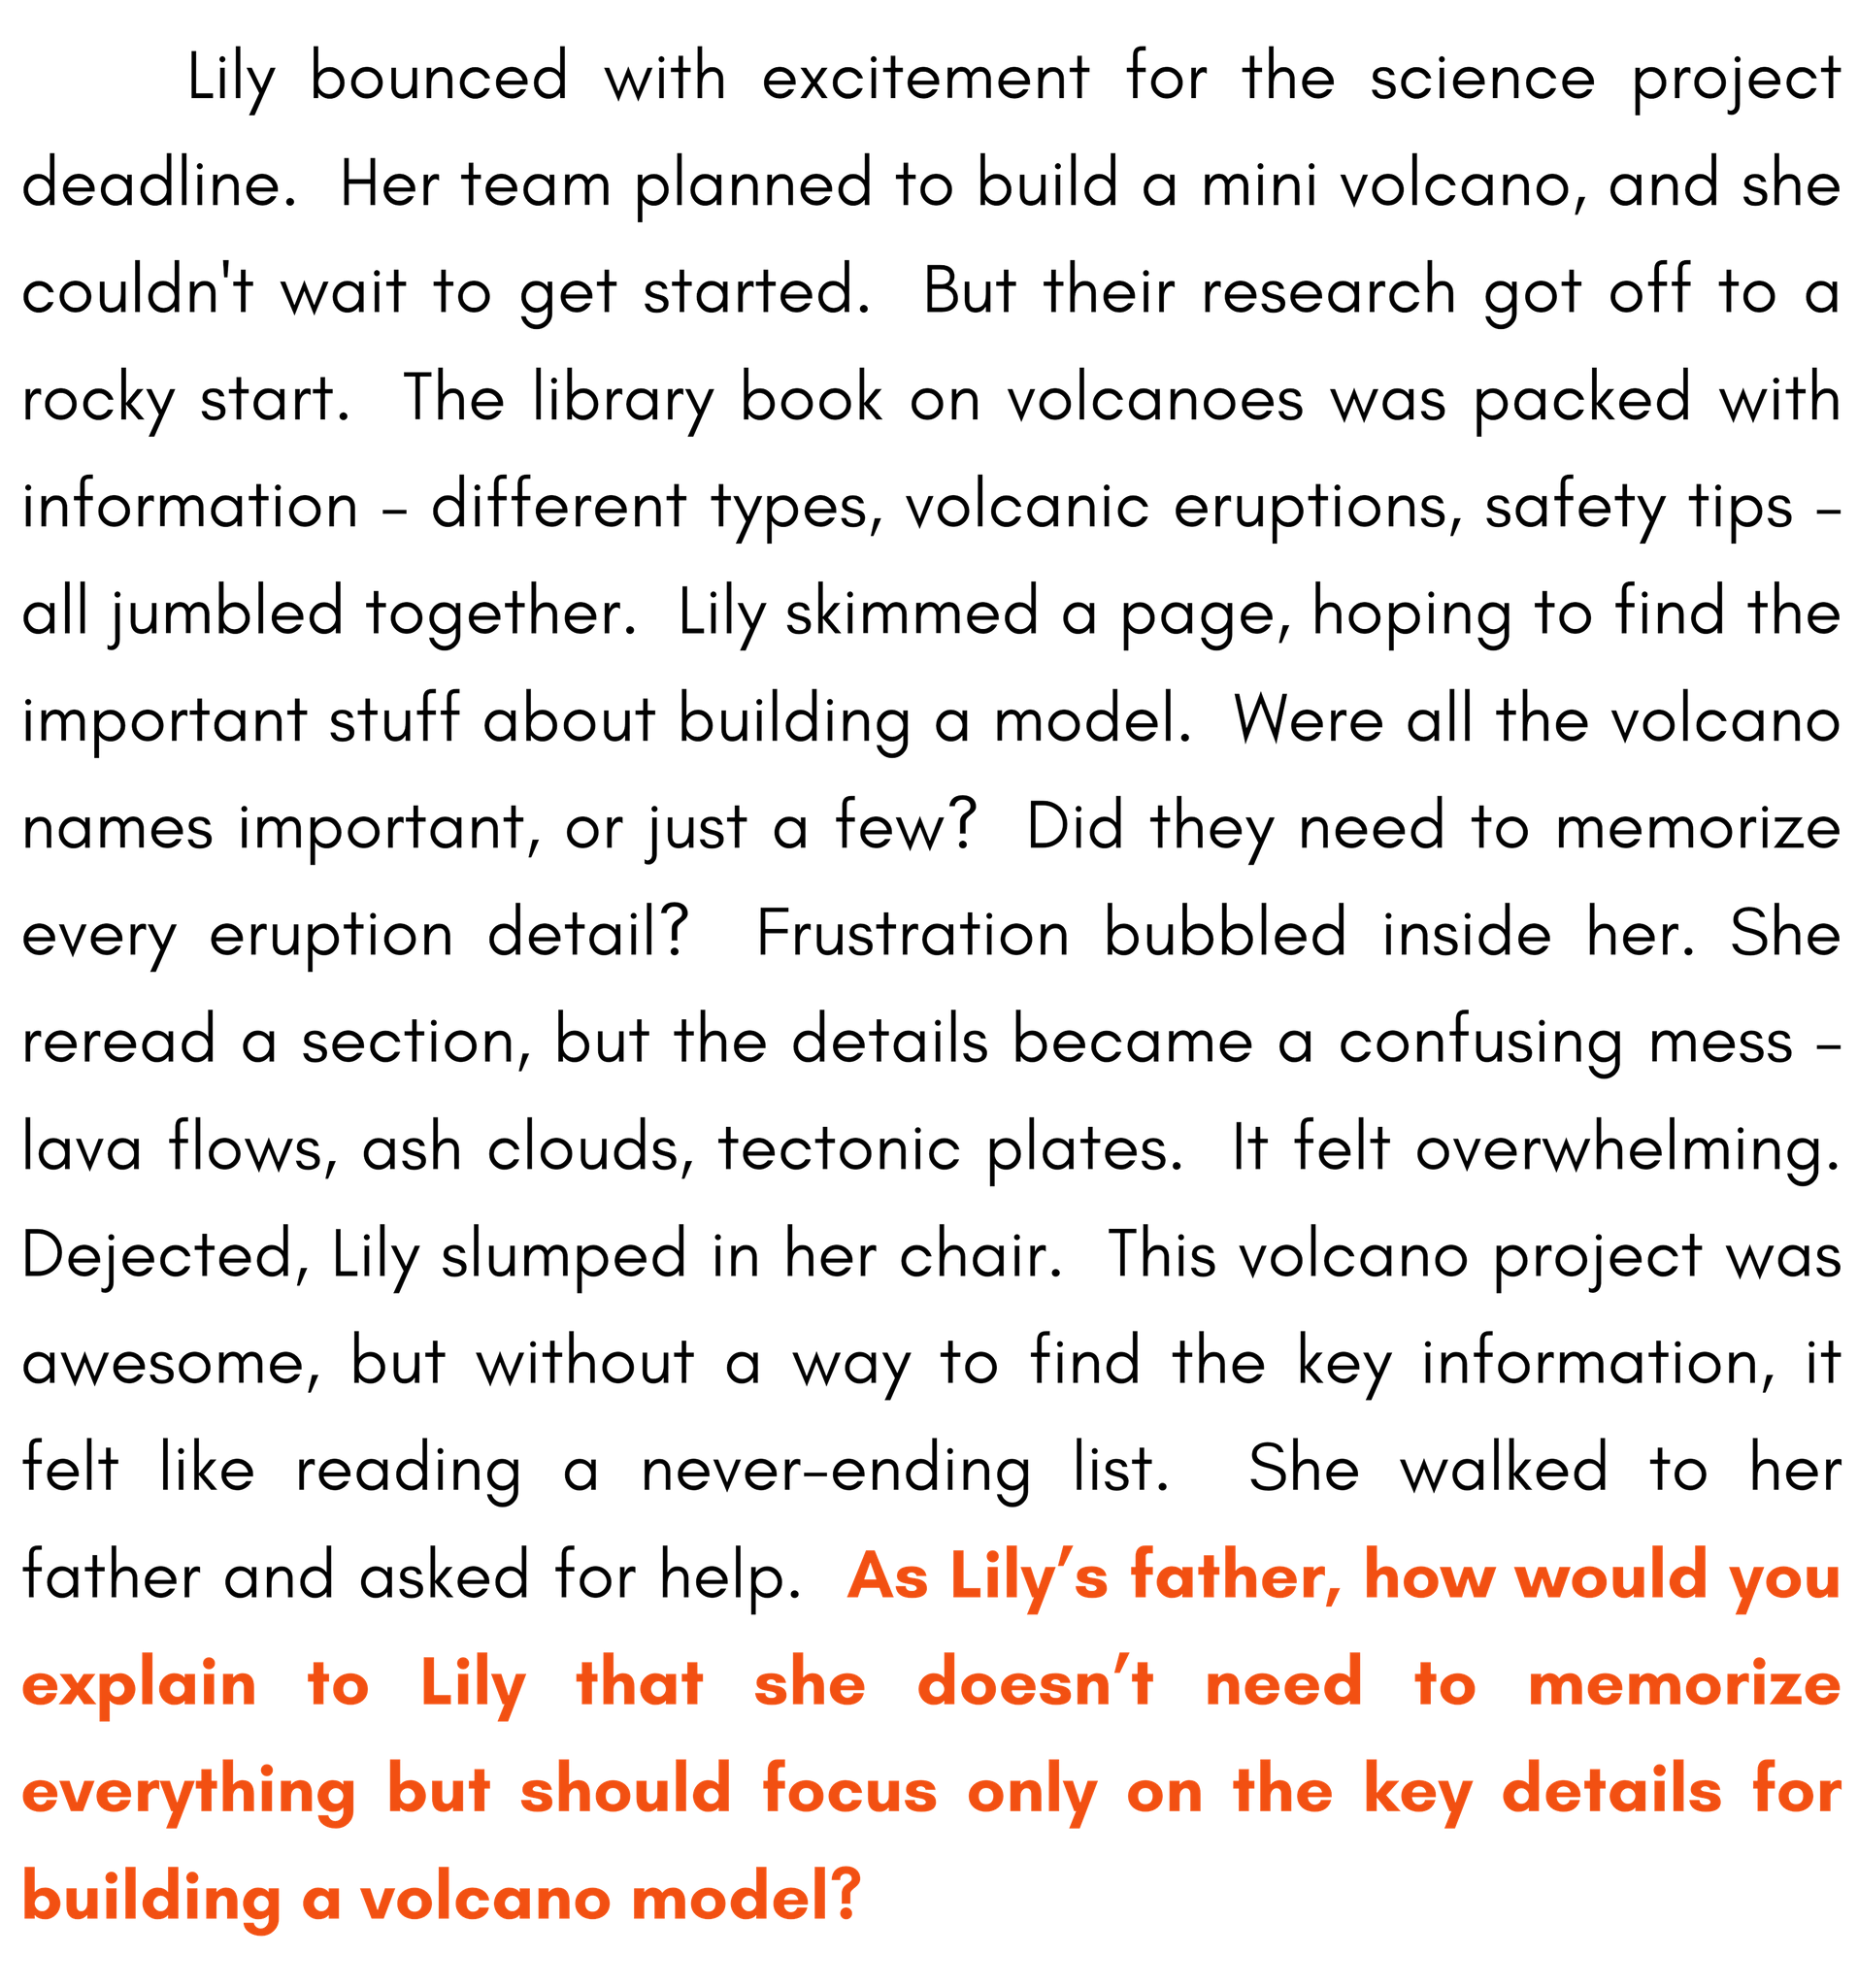 Lily bounced with excitement for the science project
deadline. Her team planned to build a mini volcano, and she
couldn't wait to get started. But their research got off to a
rocky start. The library book on volcanoes was packed with
information – different types, volcanic eruptions, safety tips –
all jumbled together. Lily skimmed a page, hoping to find the
important stuff about building a model. Were all the volcano
names important, or just a few? Did they need to memorize
every eruption detail? Frustration bubbled inside her. She
reread a section, but the details became a confusing mess –
lava flows, ash clouds, tectonic plates. It felt overwhelming.
Dejected, Lily slumped in her chair. This volcano project was
awesome, but without a way to find the key information, it
felt like reading a never-ending list. She walked to her
father and asked for help. As Lily’s father, how would you
explain to Lily that she doesn’t need to memorize
everything but should focus only on the key details for
building a volcano model?